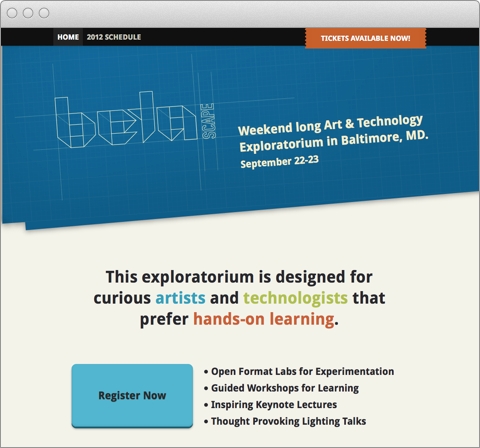 HOME 2012 SCHEDULE TICKETS AVAILABLE NOW!
beta SCAPE
Weekend long Art & Technology
Exploratorium in Baltimore, MD.
September 22-23
This exploratorium is designed for
curious artists and technologists that
prefer hands-on learning.
Register Now
• Open Format Labs for Experimentation
• Guided Workshops for Learning
• Inspiring Keynote Lectures
• Thought Provoking Lighting Talks